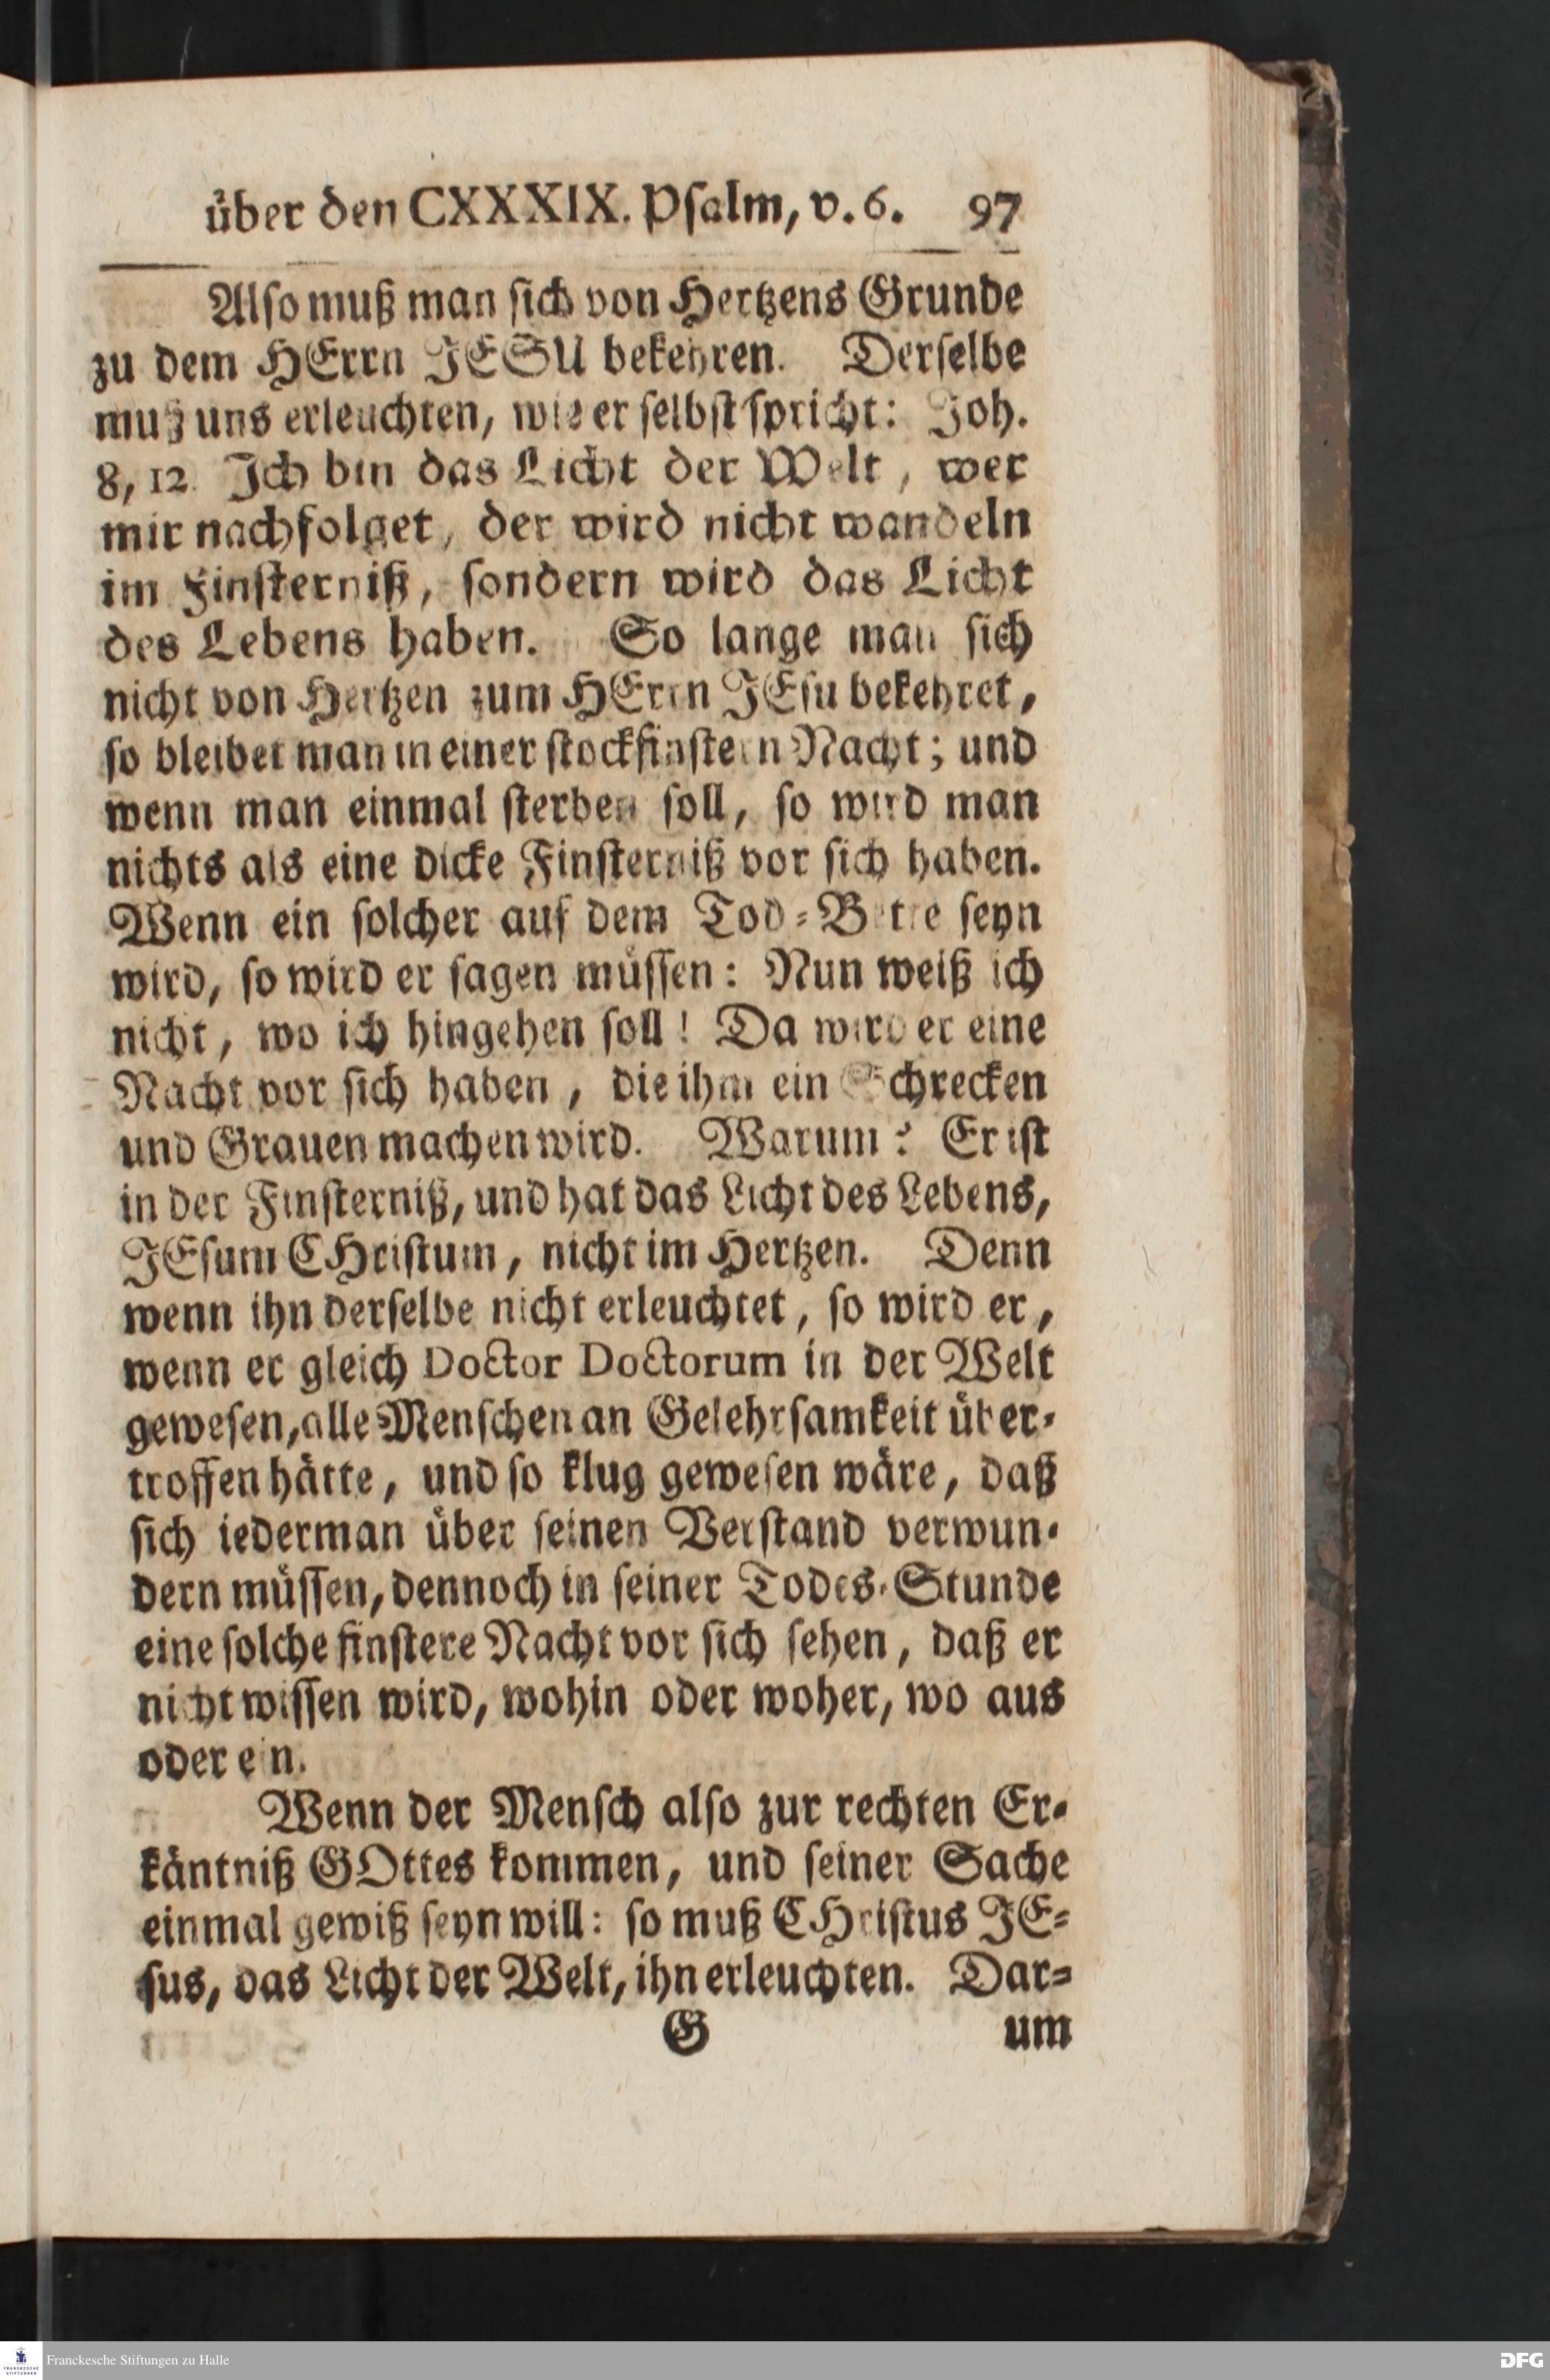 über den CXXXIX. Psalm, v. 6. 97
Also muß man sich von Hertzens Grunde
zu dem HErrn JESU bekehren. Derselbe
muß uns erleuchten, wie er selbst spricht: Joh.
8, 12. Jch bin das Licht der Welt, wer
mir nachfolget, der wird nicht wandeln
im Finsterniß, sondern wird das Licht
des Lebens haben. So lange man sich
nicht von Hertzen zum HErrn JEsu bekehret,
so bleibet man in einer stockfinstern Nacht; und
wenn man einmal sterben soll, so wird man
nichts als eine dicke Finsterniß vor sich haben.
Wenn ein solcher auf dem Tod-Bette seyn
wird, so wird er sagen müssen: Nun weiß ich
nicht, wo ich hingehen soll! Da wird er eine
Nacht vor sich haben, die ihm ein Schrecken
und Grauen machen wird. Warum? Er ist
in der Finsterniß, und hat das Licht des Lebens,
JEsum CHristum, nicht im Hertzen. Denn
wenn ihn derselbe nicht erleuchtet, so wird er,
wenn er gleich Doctor Doctorum in der Welt
gewesen, alle Menschen an Gelehrsamkeit über-
troffen hätte, und so klug gewesen wäre, daß
sich iederman über seinen Verstand verwun-
dern müssen, dennoch in seiner Todes-Stunde
eine solche finstere Nacht vor sich sehen, daß er
nicht wissen wird, wohin oder woher, wo aus
oder ein.
Wenn der Mensch also zur rechten Er-
käntniß GOttes kommen, und seiner Sache
einmal gewiß seyn will: so muß CHristus JE-
sus, das Licht der Welt, ihn erleuchten. Dar-
G um
Franckesche Stiftungen zu Halle
DFG